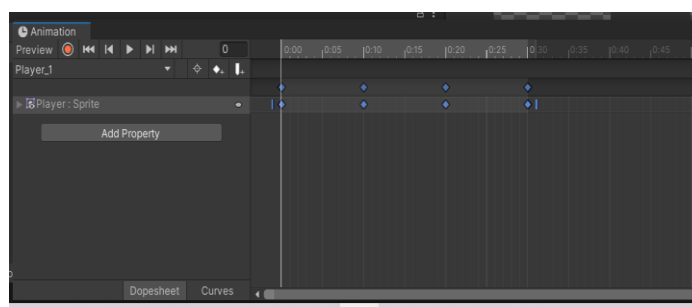 Animation
Preview 0 0:00 0:05 0:10 0:15 0:20 0:25 0:30 0:35 0:40 0:45
Player_1
Player : Sprite
Add Property
Dopesheet Curves